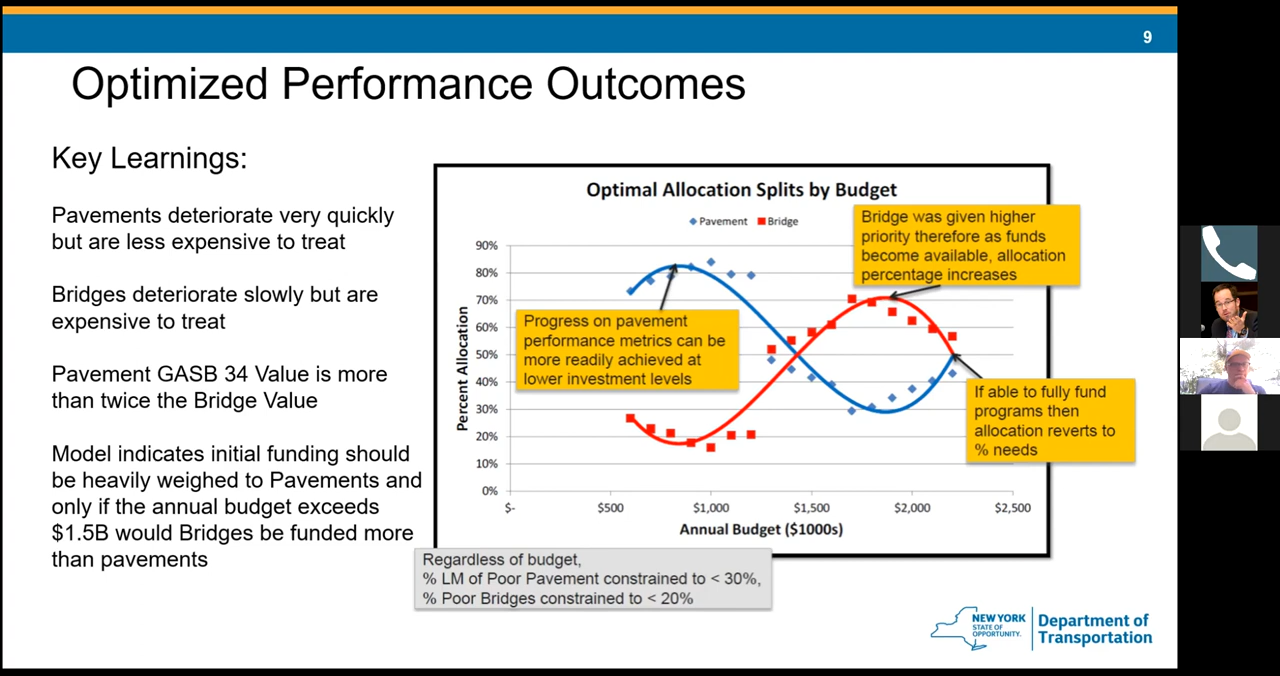 9
Optimized Performance Outcomes
Key Learnings:
Pavements deteriorate very quickly
but are less expensive to treat
Bridges deteriorate slowly but are
expensive to treat
Pavement GASB 34 Value is more
than twice the Bridge Value
Model indicates initial funding should
be heavily weighed to Pavements and
only if the annual budget exceeds
$1.5B would Bridges be funded more
than pavements
Optimal Allocation Splits by Budget
Pavement Bridge
Bridge was given higher
priority therefore as funds
become available, allocation
percentage increases
Progress on pavement
performance metrics can be
more readily achieved at
lower investment levels
If able to fully fund
programs then
allocation reverts to
% needs
Percent Allocation
90%
80%
70%
60%
50%
40%
30%
20%
10%
0%
$- $500 $1,000 $1,500 $2,000 $2,500
Annual Budget ($1000s)
Regardless of budget,
% LM of Poor Pavement constrained to < 30%,
% Poor Bridges constrained to < 20%
NEW YORK
STATE OF
OPPORTUNITY.
Department of
Transportation